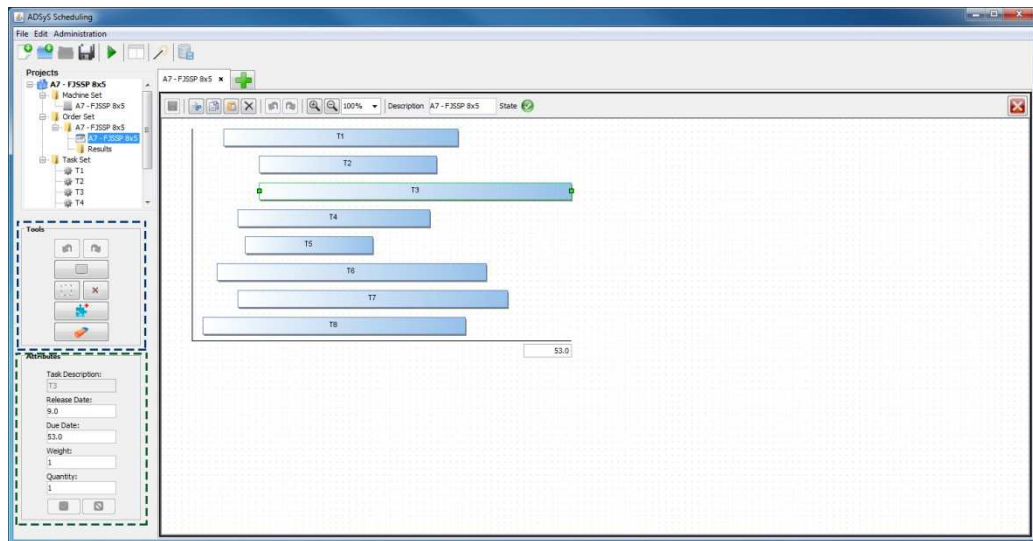 ADSyS Scheduling
File Edit Administration
Projects
A7 - FJSSP 8x5
Machine Set
A7 - FJSSP 8x5
Order Set
A7 - FJSSP 8x5
A7 - FJSSP 8x5
Results
Task Set
T1
T2
T3
T4
Tools
Attributes
Task Description:
T3
Release Date:
9.0
Due Date:
53.0
Weight:
1
Quantity:
1
A7 - FJSSP 8x5
100% Description A7 - FJSSP 8x5 State
T1
T2
T3
T4
T5
T6
T7
T8
53.0